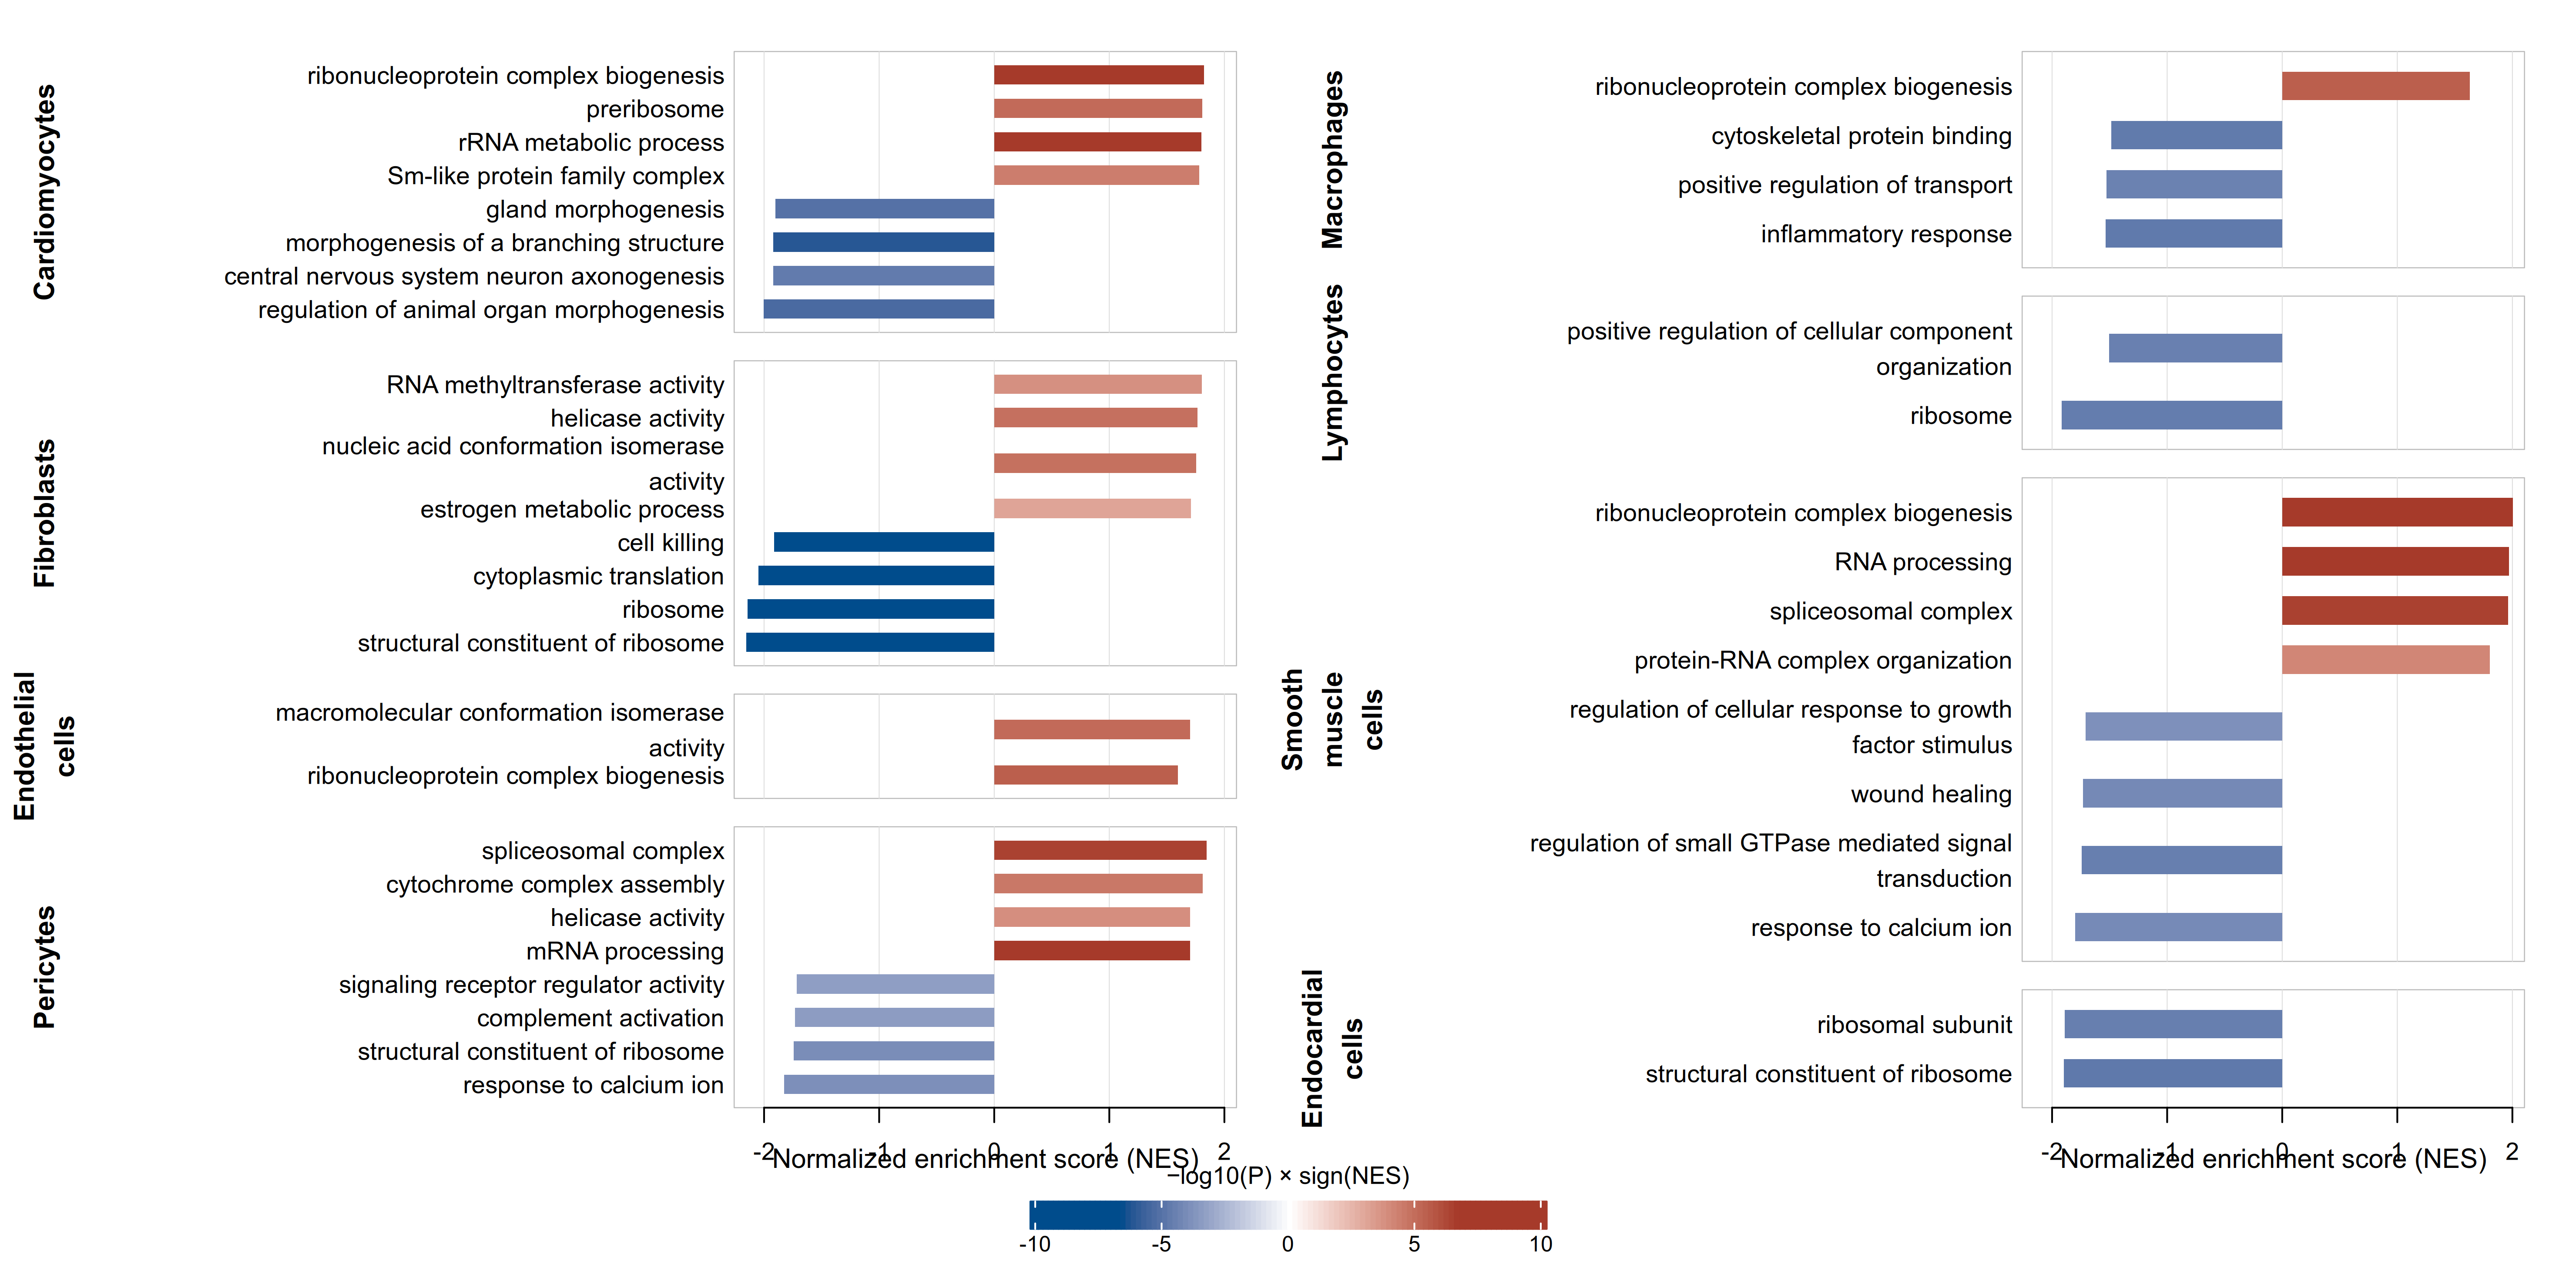 Cardiomyocytes
ribonucleoprotein complex biogenesis
preribosome
rRNA metabolic process
Sm-like protein family complex
gland morphogenesis
morphogenesis of a branching structure
central nervous system neuron axonogenesis
regulation of animal organ morphogenesis
Fibroblasts
RNA methyltransferase activity
helicase activity
nucleic acid conformation isomerase
activity
estrogen metabolic process
cell killing
cytoplasmic translation
ribosome
structural constituent of ribosome
Endothelial
cells
macromolecular conformation isomerase
activity
ribonucleoprotein complex biogenesis
Pericytes
spliceosomal complex
cytochrome complex assembly
helicase activity
mRNA processing
signaling receptor regulator activity
complement activation
structural constituent of ribosome
response to calcium ion
-2 -1 0 1 2
Normalized enrichment score (NES)
Macrophages
ribonucleoprotein complex biogenesis
cytoskeletal protein binding
positive regulation of transport
inflammatory response
Lymphocytes
positive regulation of cellular component
organization
ribosome
Smooth
muscle
cells
ribonucleoprotein complex biogenesis
RNA processing
spliceosomal complex
protein-RNA complex organization
regulation of cellular response to growth
factor stimulus
wound healing
regulation of small GTPase mediated signal
transduction
response to calcium ion
Endocardial
cells
ribosomal subunit
structural constituent of ribosome
-2 -1 0 1 2
Normalized enrichment score (NES)
−log10(P) × sign(NES)
-10 -5 0 5 10